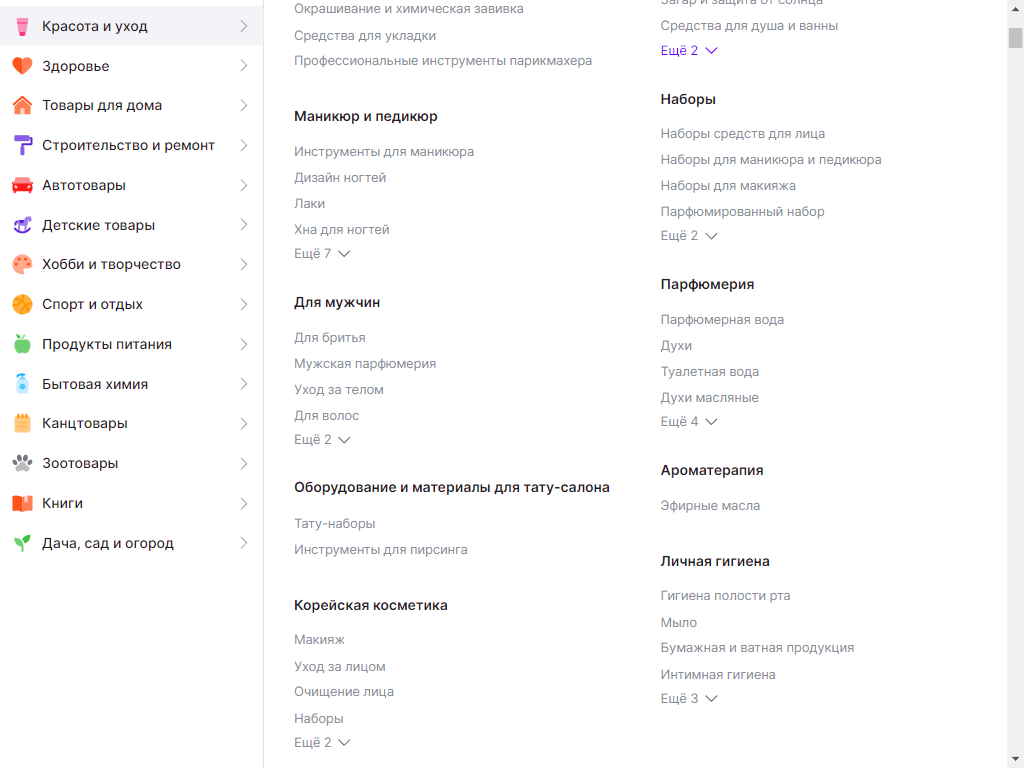 Красота и уход
Здоровье
Товары для дома
Строительство и ремонт
Автотовары
Детские товары
Хобби и творчество
Спорт и отдых
Продукты питания
Бытовая химия
Канцтовары
Зоотовары
Книги
Дача, сад и огород
Окрашивание и химическая завивка
Средства для укладки
Профессиональные инструменты парикмахера
Маникюр и педикюр
Инструменты для маникюра
Дизайн ногтей
Лаки
Хна для ногтей
Ещё 7
Для мужчин
Для бритья
Мужская парфюмерия
Уход за телом
Для волос
Ещё 2
Оборудование и материалы для тату-салона
Тату-наборы
Инструменты для пирсинга
Корейская косметика
Макияж
Уход за лицом
Очищение лица
Наборы
Ещё 2
Загар и защита от солнца
Средства для душа и ванны
Ещё 2
Наборы
Наборы средств для лица
Наборы для маникюра и педикюра
Наборы для макияжа
Парфюмированный набор
Ещё 2
Парфюмерия
Парфюмерная вода
Духи
Туалетная вода
Духи масляные
Ещё 4
Ароматерапия
Эфирные масла
Личная гигиена
Гигиена полости рта
Мыло
Бумажная и ватная продукция
Интимная гигиена
Ещё 3